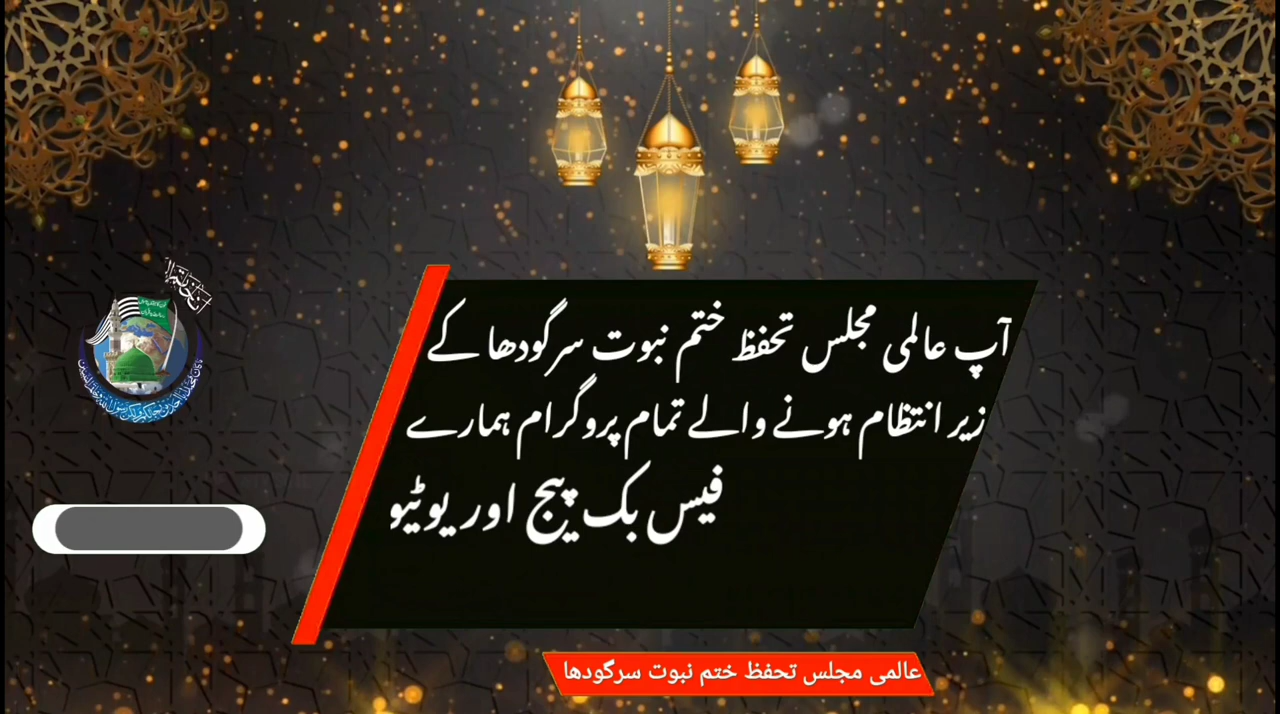 آپ عالمی مجلس تحفظ ختم نبوت سرگودھا کے
زیر انتظام ہونے والے تمام پروگرام ہمارے
فیس بک پیج اور یوٹیو
عالمی مجلس تحفظ ختم نبوت سرگودھا